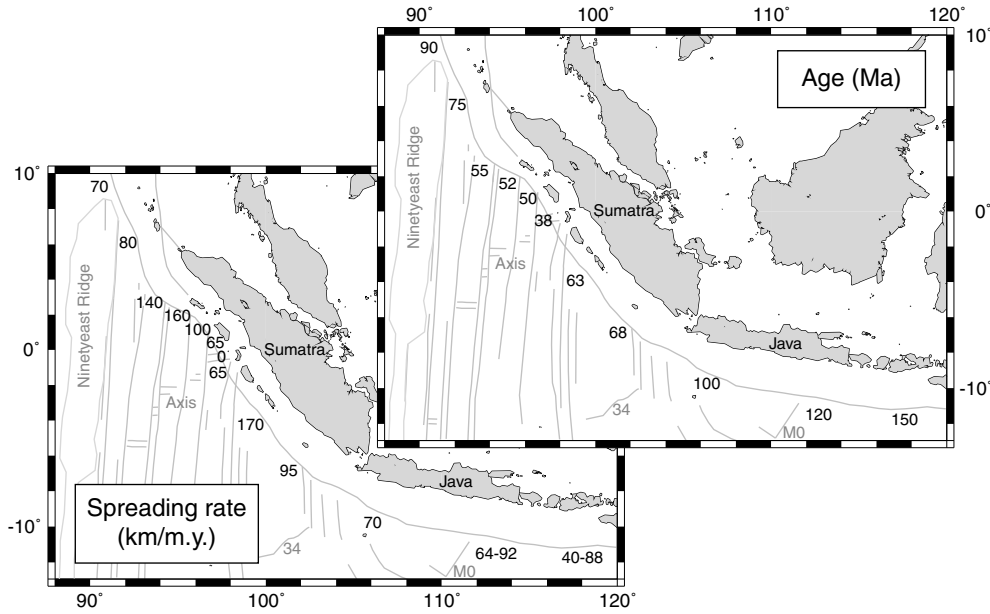 90˚ 100˚ 110˚ 120˚
10˚
90
Age (Ma)
75
Ninetyeast Ridge
55
52
50
38
Sumatra
0˚
Axis
63
68
Java
100
-10˚
34
120
150
M0
10˚
70
80
Ninetyeast Ridge
140
160
100
65
0
65
Sumatra
0˚
Axis
170
95
Java
Spreading rate
(km/m.y.)
70
-10˚
34
64-92
40-88
M0
90˚ 100˚ 110˚ 120˚